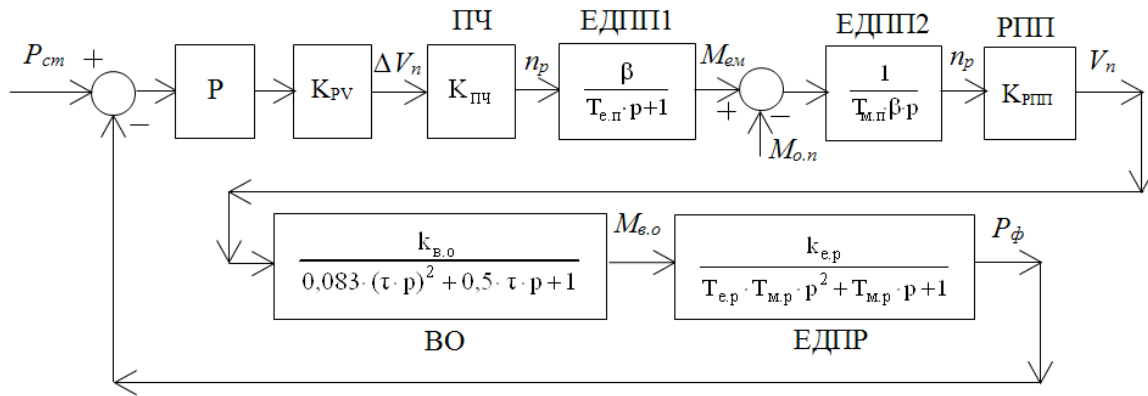 ПЧ ЕДПП1 ЕДПП2 РПП
P_ст + ΔV_п n_р M_ем n_р V_п
Р K_PV K_ПЧ β / (T_е.п · p+1) 1 / (T_м.п · β · p) K_РПП
− + −
M_о.п
M_в.о P_ф
k_в.о / (0,083 · (τ · p)² + 0,5 · τ · p + 1) k_е.р / (T_е.р · T_м.р · p² + T_м.р · p + 1)
ВО ЕДПР